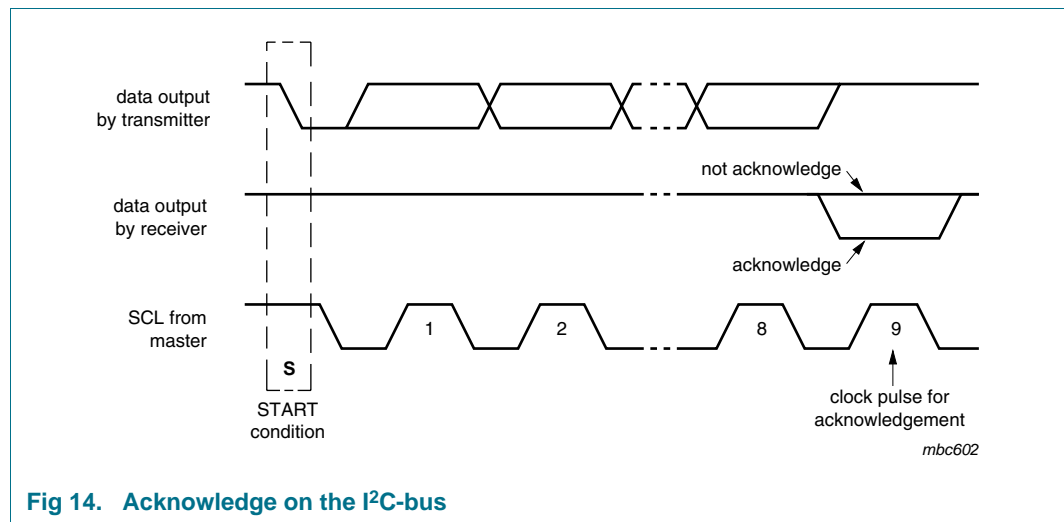 data output
by transmitter
not acknowledge
data output
by receiver
acknowledge
SCL from
master
1
2
8
9
S
START
condition
clock pulse for
acknowledgement
mbc602
Fig 14. Acknowledge on the I²C-bus